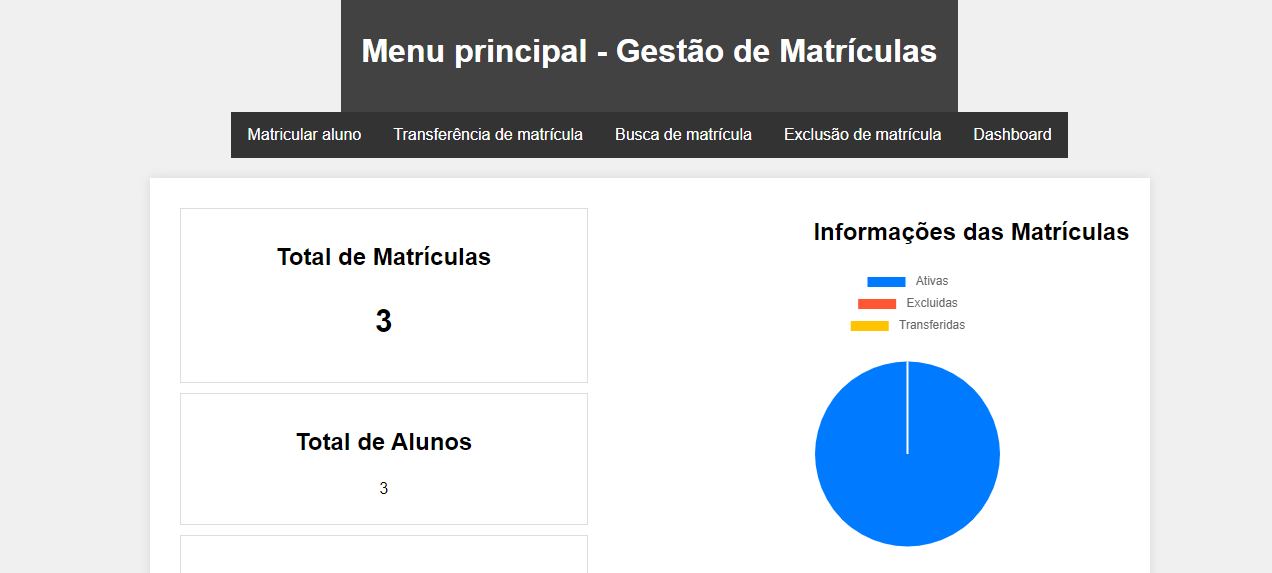 Menu principal - Gestão de Matrículas
Matricular aluno Transferência de matrícula Busca de matrícula Exclusão de matrícula Dashboard
Total de Matrículas
3
Total de Alunos
3
Informações das Matrículas
Ativas
Excluidas
Transferidas